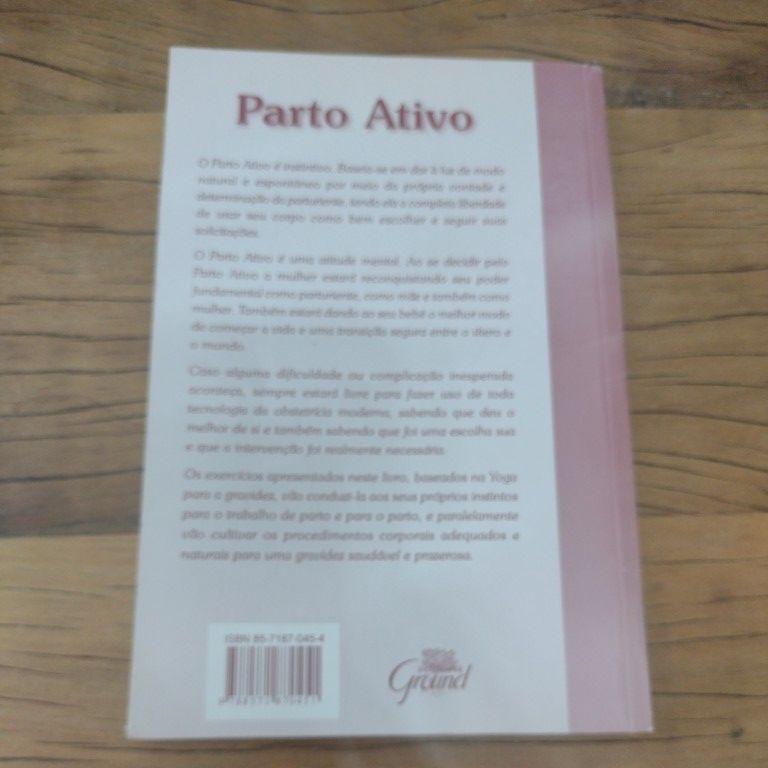 Parto Ativo
O Parto Ativo é instintivo. Baseia-se em dar à luz de modo
natural e espontâneo por meio da própria vontade e
determinação da parturiente, tendo ela a completa liberdade
de usar seu corpo como bem escolher e seguir suas
solicitações.
O Parto Ativo é uma atitude mental. Ao se decidir pelo
Parto Ativo a mulher estará reconquistando seu poder
fundamental como parturiente, como mãe e também como
mulher. Também estará dando ao seu bebê o melhor modo
de começar a vida e uma transição segura entre o útero e
o mundo.
Caso alguma dificuldade ou complicação inesperada
aconteça, sempre estará livre para fazer uso de toda
tecnologia da obstetrícia moderna, sabendo que deu o
melhor de si e também sabendo que foi uma escolha sua
e que a intervenção foi realmente necessária.
Os exercícios apresentados neste livro, baseados na Yoga
para a gravidez, vão conduzi-la aos seus próprios instintos
para o trabalho de parto e para o parto, e paralelamente
vão cultivar os procedimentos corporais adequados e
naturais para uma gravidez saudável e prazerosa.
ISBN 85-7187-045-4
Ground